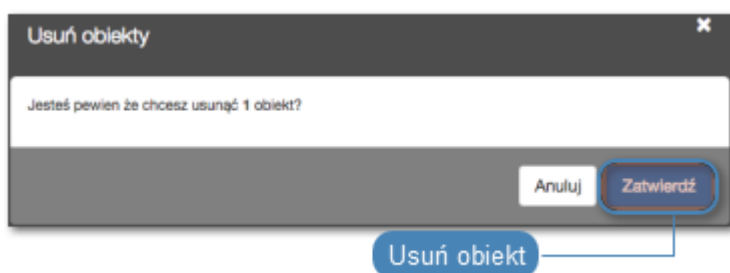 Usuń obiekty
Jesteś pewien że chcesz usunąć 1 obiekt?
Anuluj Zatwierdź
Usuń obiekt